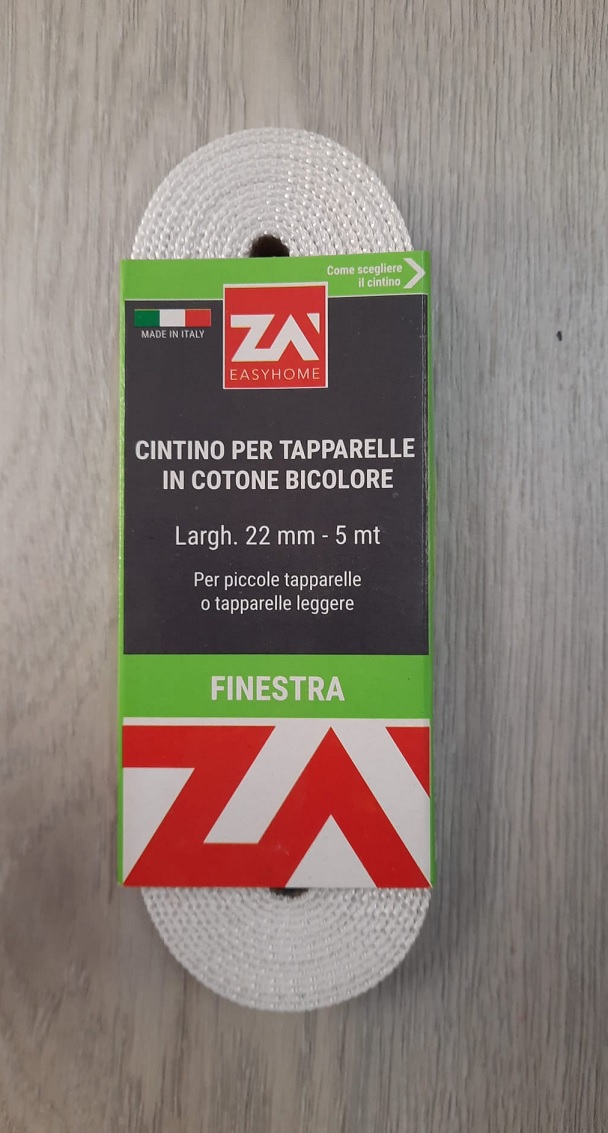 Come scegliere
il cintino
MADE IN ITALY
ZA
EASYHOME
CINTINO PER TAPPARELLE
IN COTONE BICOLORE
Largh. 22 mm - 5 mt
Per piccole tapparelle
o tapparelle leggere
FINESTRA
ZA